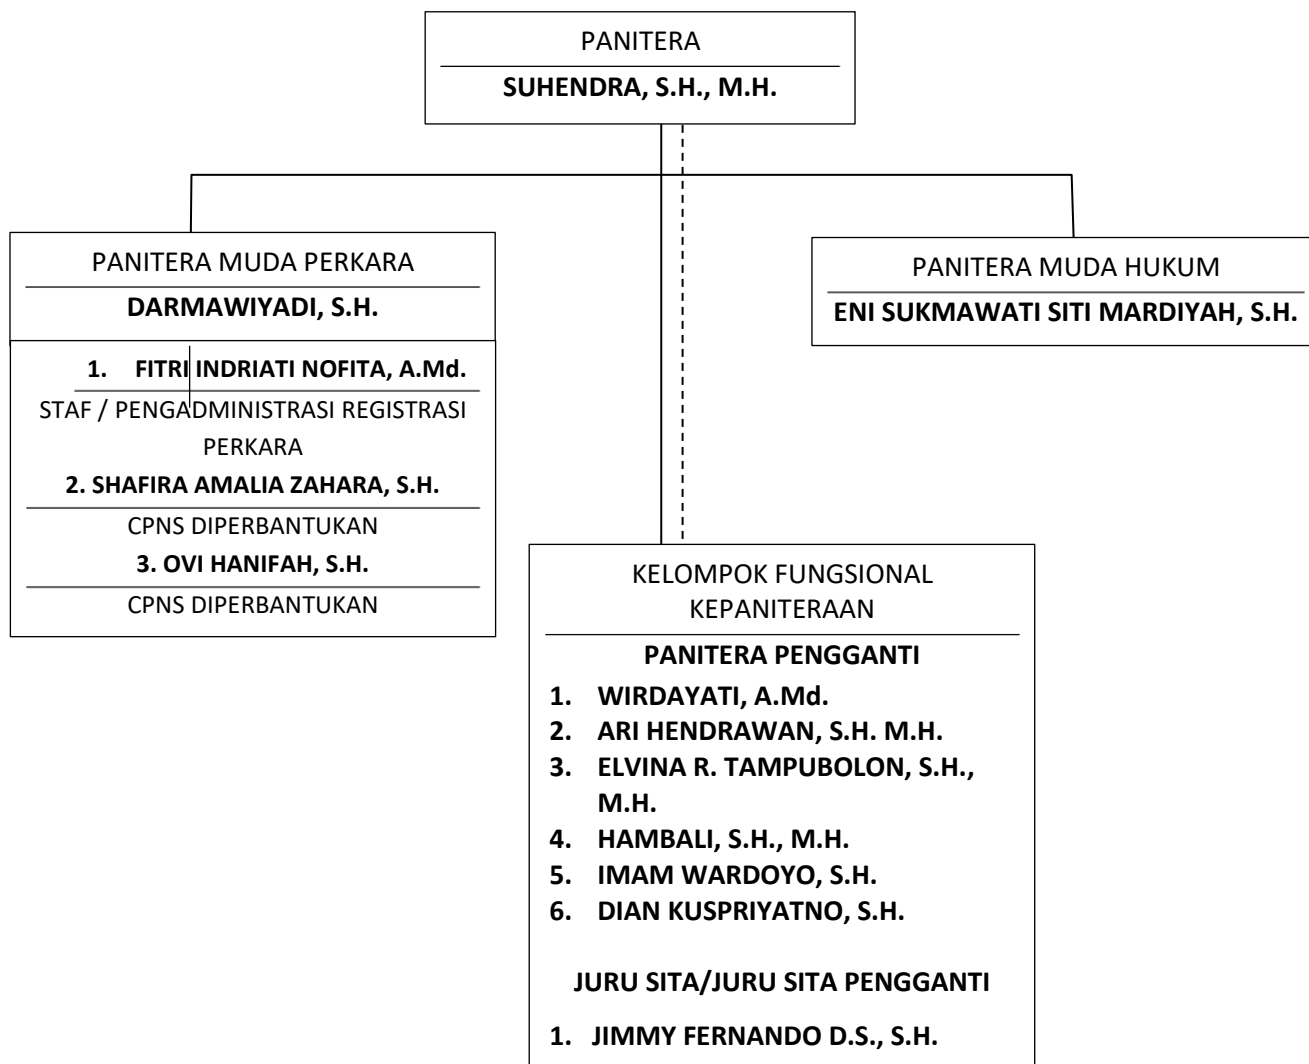 PANITERA
SUHENDRA, S.H., M.H.
PANITERA MUDA PERKARA
DARMAWIYADI, S.H.
1. FITRI INDRIATI NOFITA, A.Md.
STAF / PENGADMINISTRASI REGISTRASI
PERKARA
2. SHAFIRA AMALIA ZAHARA, S.H.
CPNS DIPERBANTUKAN
3. OVI HANIFAH, S.H.
CPNS DIPERBANTUKAN
PANITERA MUDA HUKUM
ENI SUKMAWATI SITI MARDIYAH, S.H.
KELOMPOK FUNGSIONAL
KEPANITERAAN
PANITERA PENGGANTI
1. WIRDAYATI, A.Md.
2. ARI HENDRAWAN, S.H. M.H.
3. ELVINA R. TAMPUBOLON, S.H.,
M.H.
4. HAMBALI, S.H., M.H.
5. IMAM WARDOYO, S.H.
6. DIAN KUSPRIYATNO, S.H.
JURU SITA/JURU SITA PENGGANTI
1. JIMMY FERNANDO D.S., S.H.